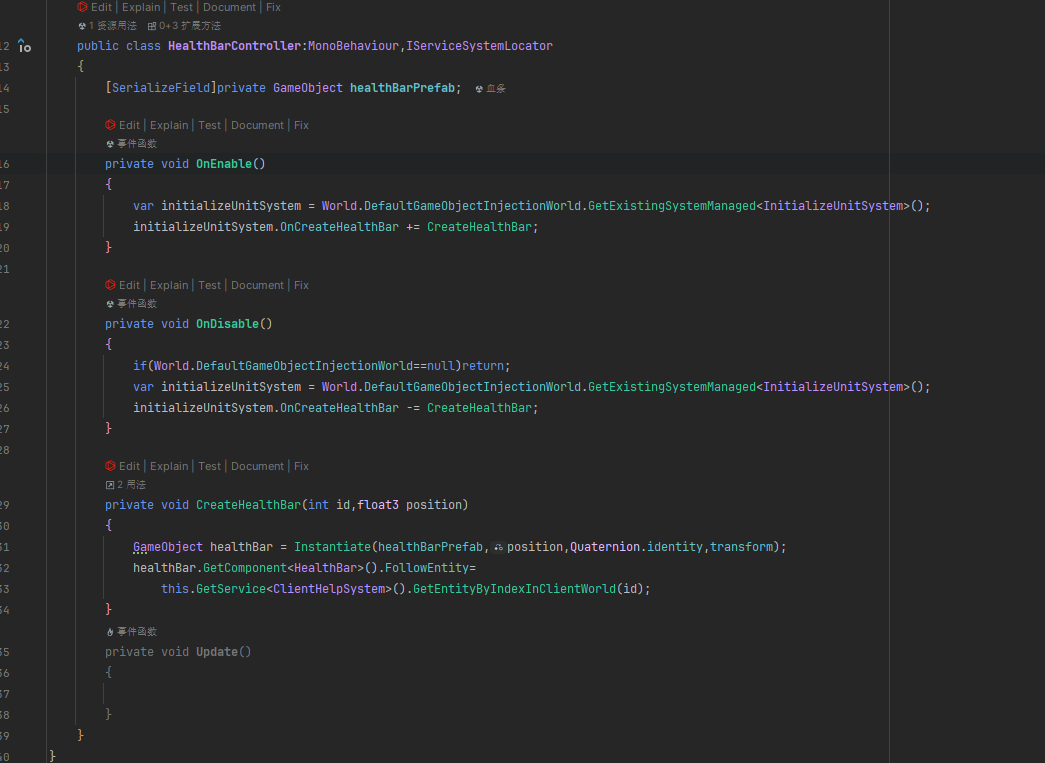 Edit | Explain | Test | Document | Fix
1 资源用法 0+3 扩展方法
12 public class HealthBarController:MonoBehaviour,IServiceSystemLocator
13 {
14 [SerializeField]private GameObject healthBarPrefab; 血条
15
Edit | Explain | Test | Document | Fix
事件函数
16 private void OnEnable()
17 {
18 var initializeUnitSystem = World.DefaultGameObjectInjectionWorld.GetExistingSystemManaged<InitializeUnitSystem>();
19 initializeUnitSystem.OnCreateHealthBar += CreateHealthBar;
20 }
21
Edit | Explain | Test | Document | Fix
事件函数
22 private void OnDisable()
23 {
24 if(World.DefaultGameObjectInjectionWorld==null)return;
25 var initializeUnitSystem = World.DefaultGameObjectInjectionWorld.GetExistingSystemManaged<InitializeUnitSystem>();
26 initializeUnitSystem.OnCreateHealthBar -= CreateHealthBar;
27 }
28
Edit | Explain | Test | Document | Fix
2 用法
29 private void CreateHealthBar(int id,float3 position)
30 {
31 GameObject healthBar = Instantiate(healthBarPrefab,position,Quaternion.identity,transform);
32 healthBar.GetComponent<HealthBar>().FollowEntity=
33 this.GetService<ClientHelpSystem>().GetEntityByIndexInClientWorld(id);
34 }
事件函数
35 private void Update()
36 {
37
38 }
39 }
40 }